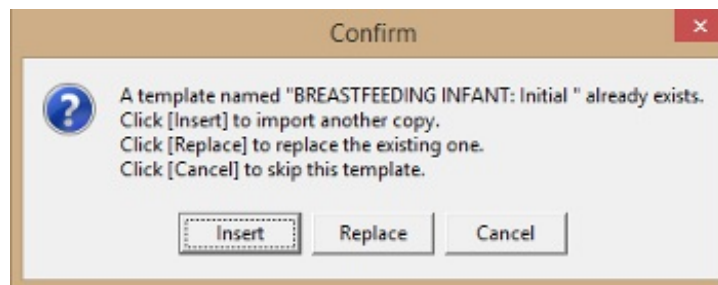 Confirm
A template named "BREASTFEEDING INFANT: Initial " already exists.
Click [Insert] to import another copy.
Click [Replace] to replace the existing one.
Click [Cancel] to skip this template.
Insert Replace Cancel